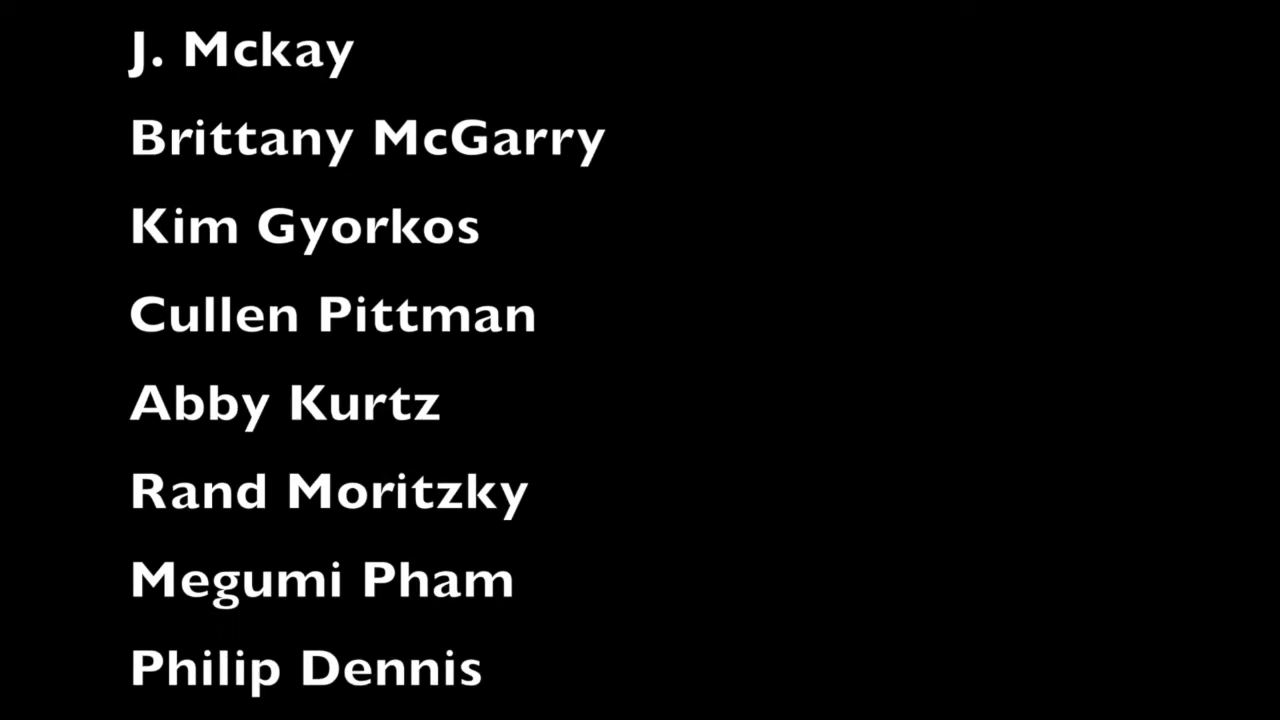 J. Mckay
Brittany McGarry
Kim Gyorkos
Cullen Pittman
Abby Kurtz
Rand Moritzky
Megumi Pham
Philip Dennis